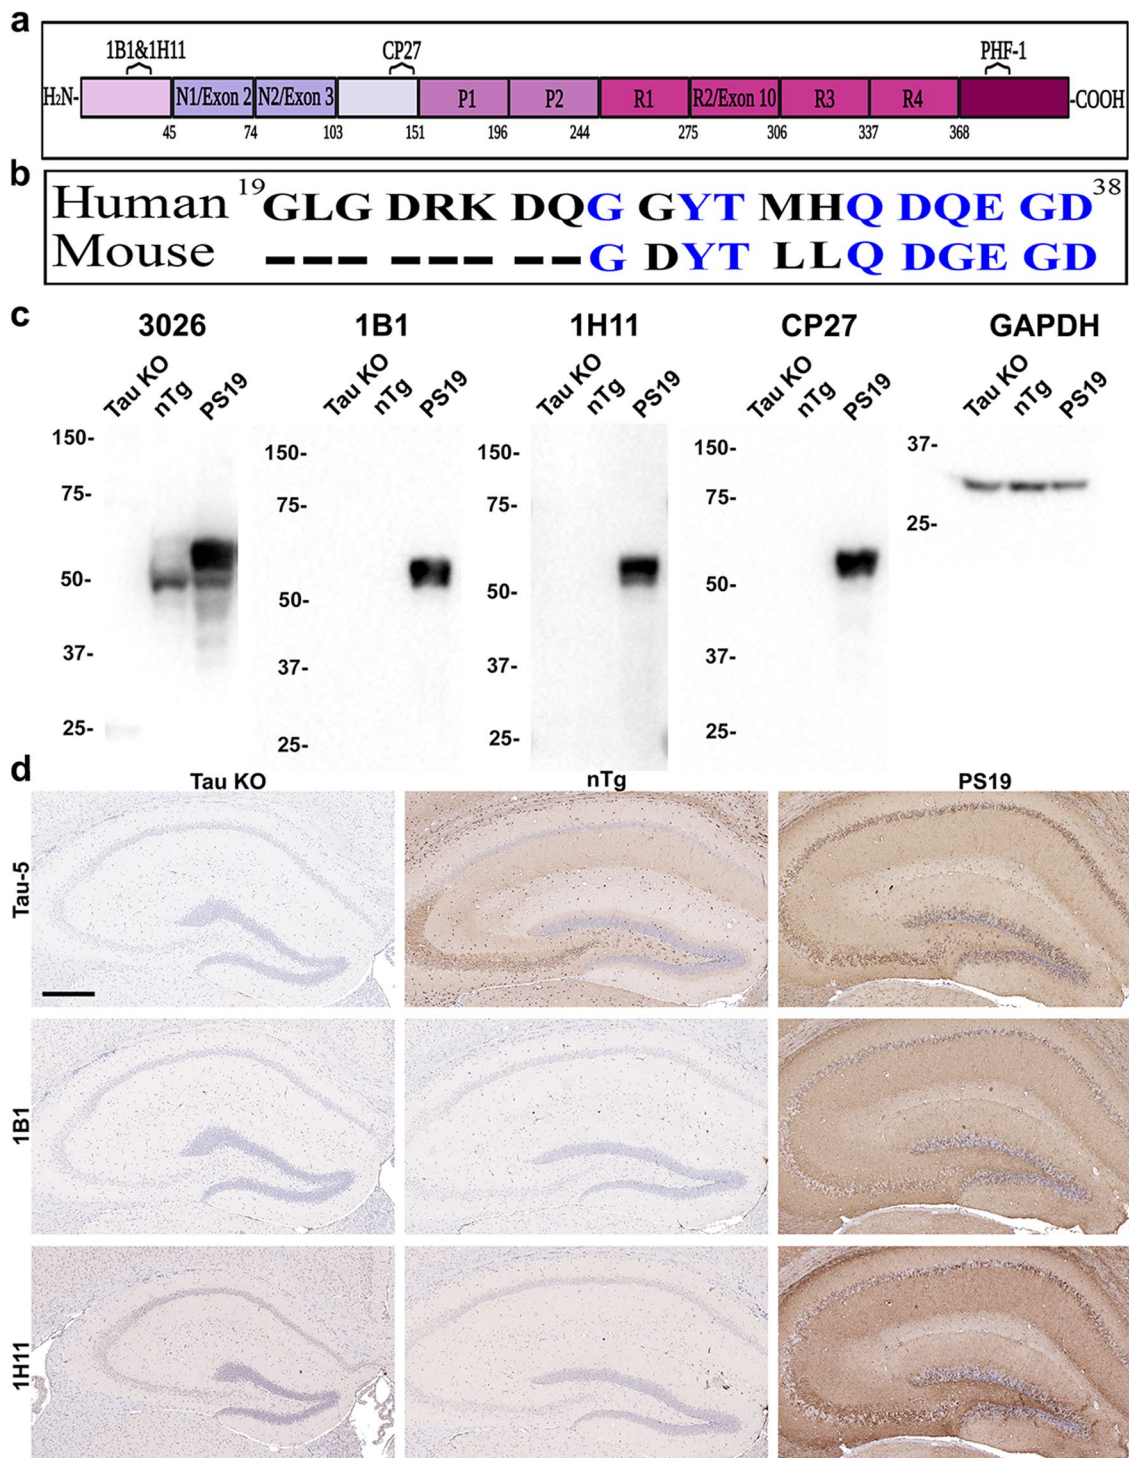 a
1B1&1H11 CP27 PHF-1
H₂N- N1/Exon 2 N2/Exon 3 P1 P2 R1 R2/Exon 10 R3 R4 -COOH
45 74 103 151 196 244 275 306 337 368
b
Human 19 GLG DRK DQG GYT MHQ DQEGD 38
Mouse --- --- --G DYT LLQ DGEGD
c
3026 1B1 1H11 CP27 GAPDH
Tau KO nTg PS19 Tau KO nTg PS19 Tau KO nTg PS19 Tau KO nTg PS19 Tau KO nTg PS19
150- 150- 150- 150- 37-
75- 75- 75- 75- 25-
50- 50- 50- 50-
37- 37- 37- 37-
25- 25- 25- 25-
d
Tau KO nTg PS19
Tau-5
1B1
1H11